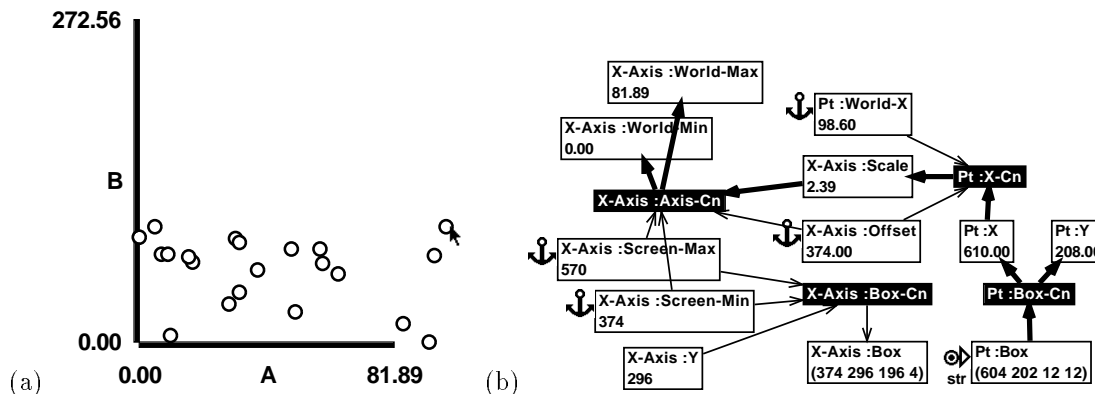 272.56
B
0.00
0.00 A 81.89
(a)
X-Axis :World-Max
81.89
X-Axis :World-Min
0.00
Pt :World-X
98.60
X-Axis :Scale
2.39
Pt :X-Cn
X-Axis :Axis-Cn
X-Axis :Offset
374.00
Pt :X
610.00
Pt :Y
208.00
X-Axis :Screen-Max
570
X-Axis :Screen-Min
374
X-Axis :Box-Cn
Pt :Box-Cn
X-Axis :Y
296
X-Axis :Box
(374 296 196 4)
str
Pt :Box
(604 202 12 12)
(b)